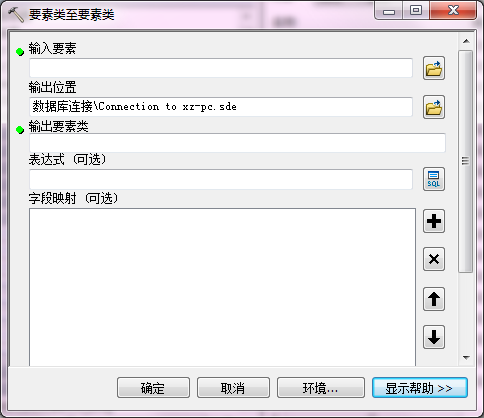 要素类至要素类
输入要素
输出位置
数据库连接\Connection to xz-pc.sde
输出要素类
表达式 (可选)
SQL
字段映射 (可选)
确定
取消
环境...
显示帮助 >>